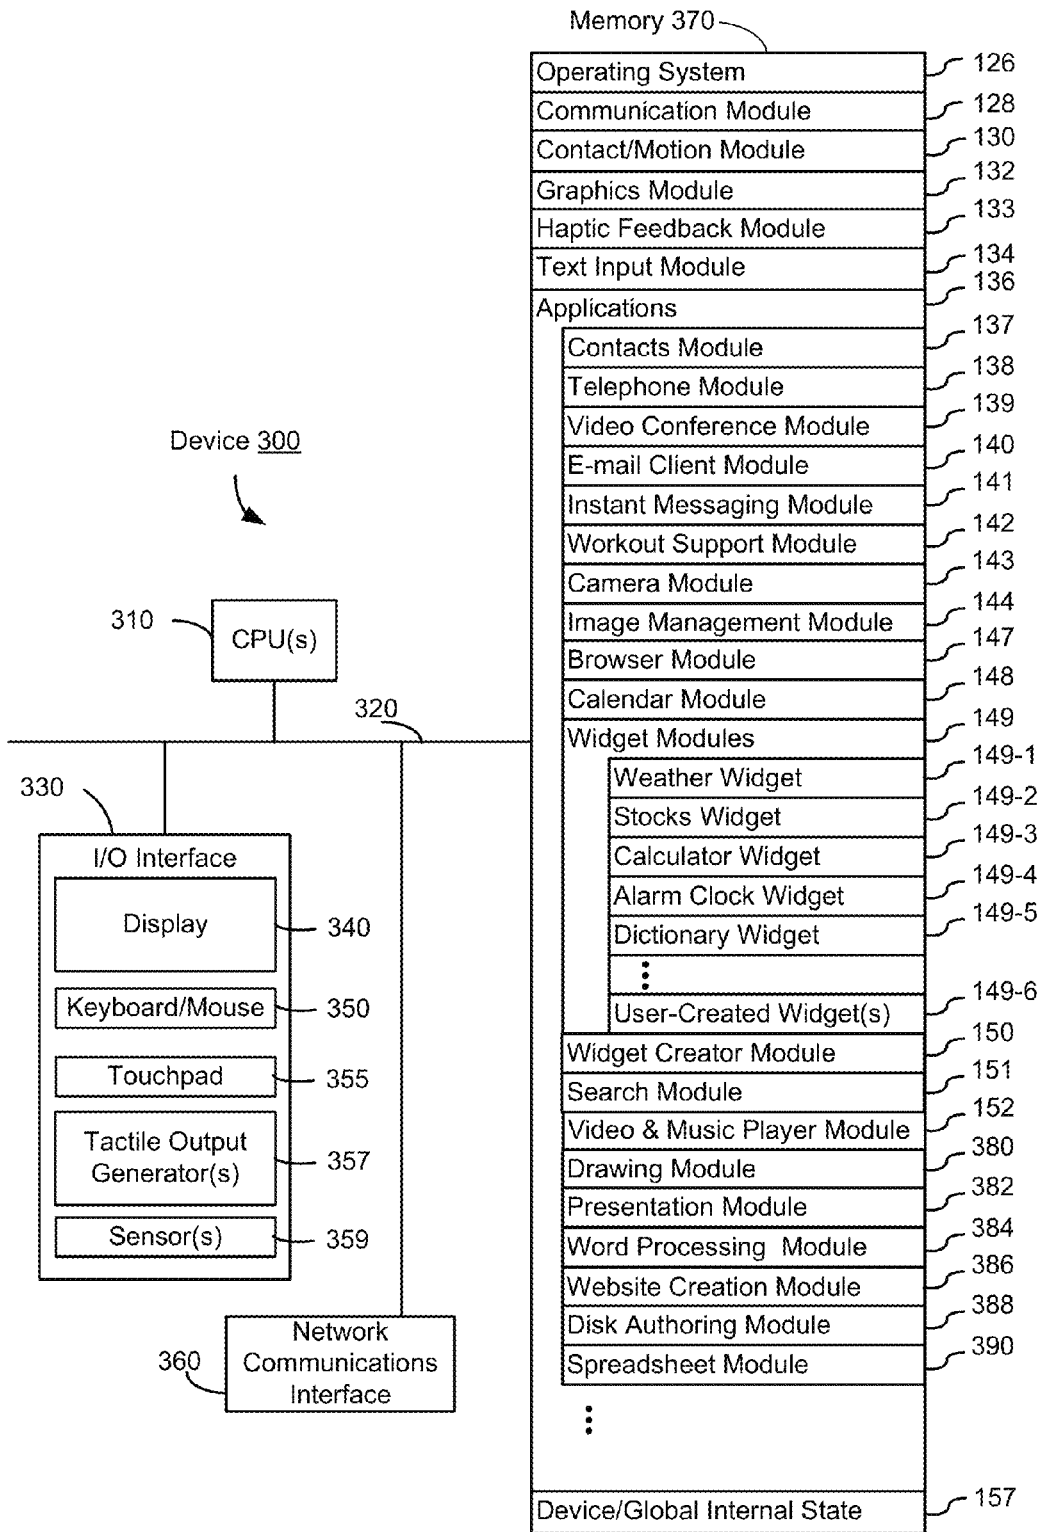 Memory 370
Operating System 126
Communication Module 128
Contact/Motion Module 130
Graphics Module 132
Haptic Feedback Module 133
Text Input Module 134
Applications 136
Contacts Module 137
Telephone Module 138
Video Conference Module 139
E-mail Client Module 140
Instant Messaging Module 141
Workout Support Module 142
Camera Module 143
Image Management Module 144
Browser Module 147
Calendar Module 148
Widget Modules 149
Weather Widget 149-1
Stocks Widget 149-2
Calculator Widget 149-3
Alarm Clock Widget 149-4
Dictionary Widget 149-5
User-Created Widget(s) 149-6
Widget Creator Module 150
Search Module 151
Video & Music Player Module 152
Drawing Module 380
Presentation Module 382
Word Processing Module 384
Website Creation Module 386
Disk Authoring Module 388
Spreadsheet Module 390
Device/Global Internal State 157
Device 300
310
CPU(s)
320
330
I/O Interface
Display 340
Keyboard/Mouse 350
Touchpad 355
Tactile Output
Generator(s) 357
Sensor(s) 359
360
Network
Communications
Interface